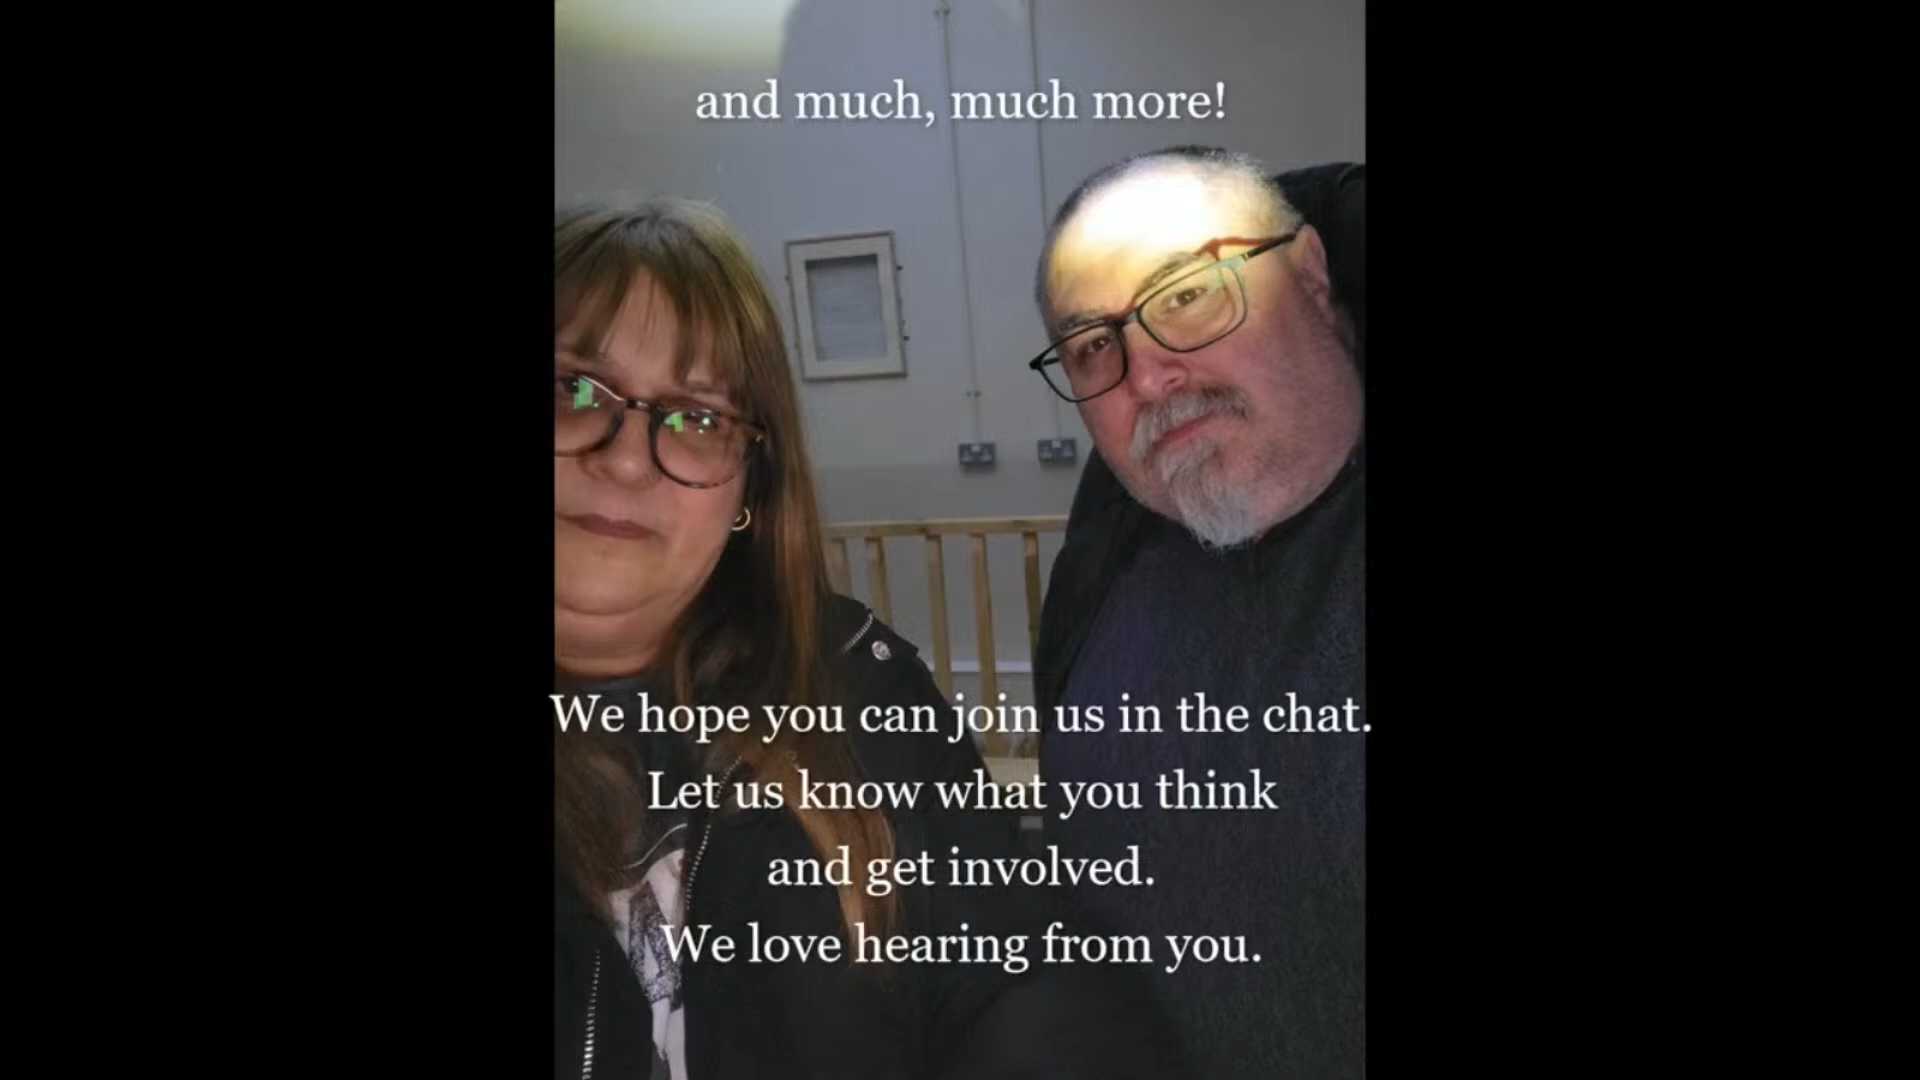 and much, much more!
We hope you can join us in the chat.
Let us know what you think
and get involved.
We love hearing from you.